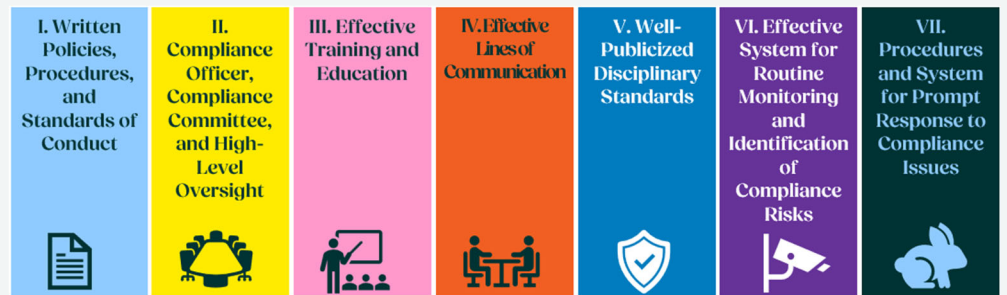 I. Written
Policies,
Procedures,
and
Standards of
Conduct
II.
Compliance
Officer,
Compliance
Committee,
and High-
Level
Oversight
III. Effective
Training and
Education
IV. Effective
Lines of
Communication
V. Well-
Publicized
Disciplinary
Standards
VI. Effective
System for
Routine
Monitoring
and
Identification
of
Compliance
Risks
VII.
Procedures
and System
for Prompt
Response to
Compliance
Issues